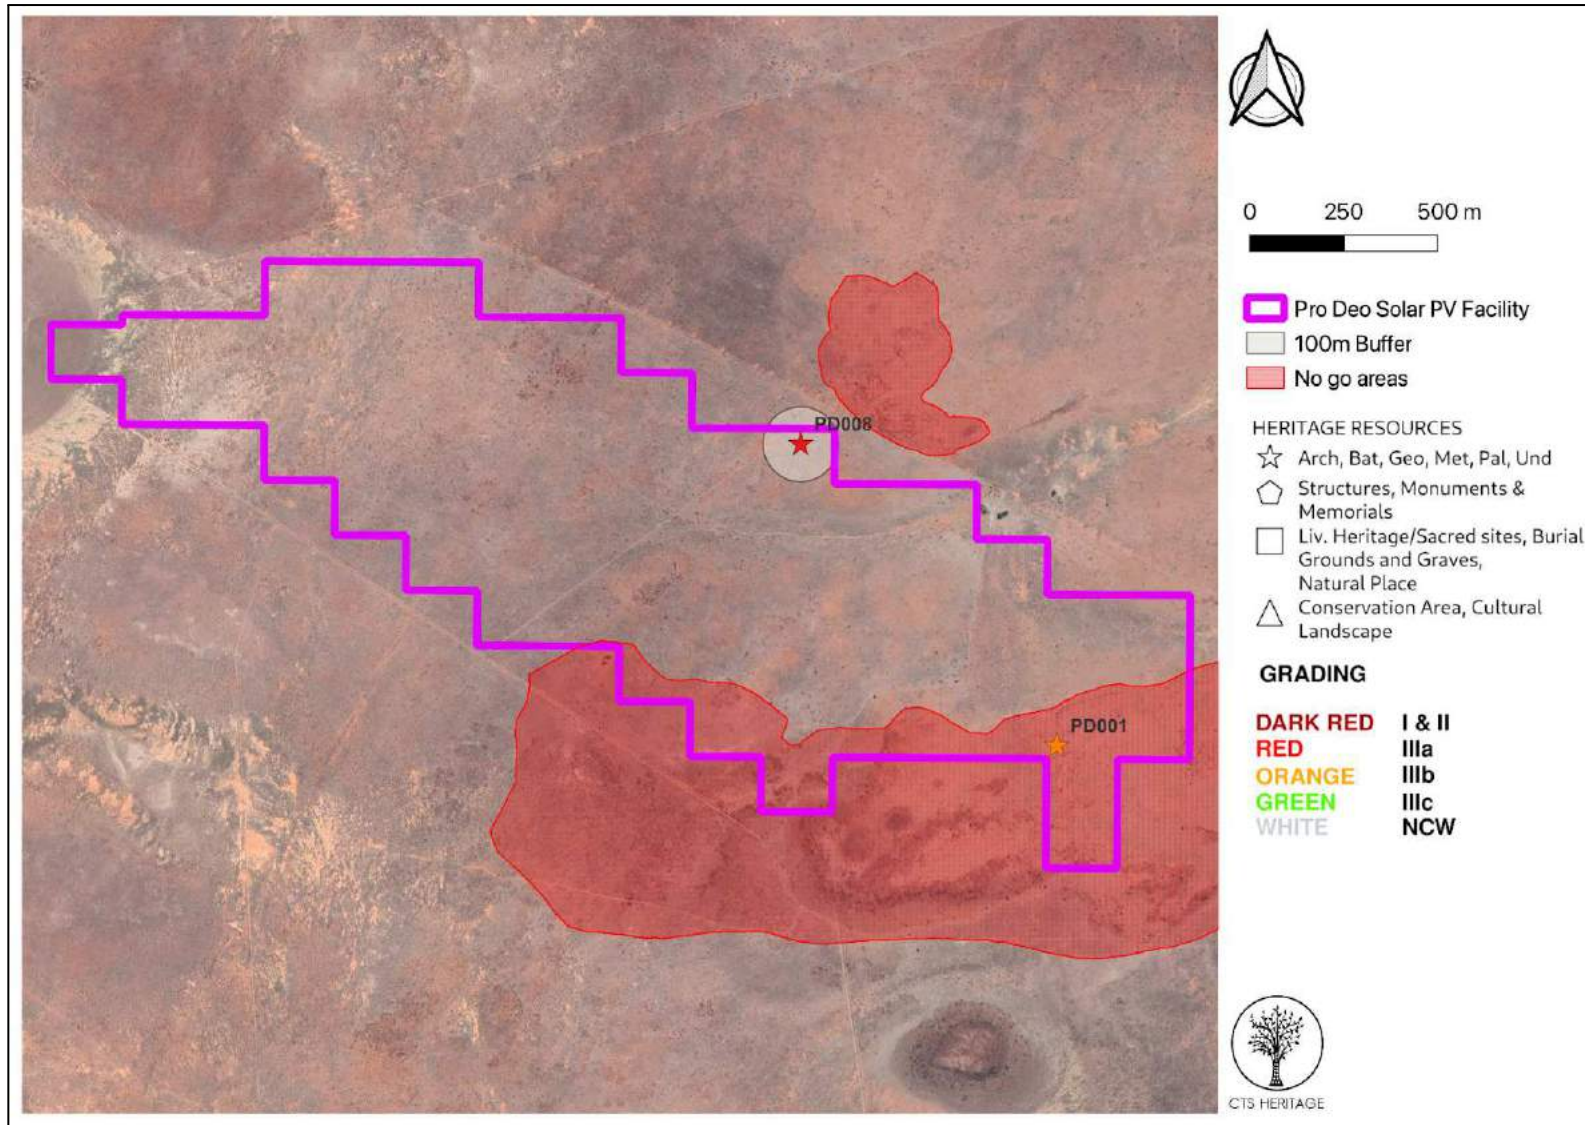 PD008
PD001
0 250 500 m
Pro Deo Solar PV Facility
100m Buffer
No go areas
HERITAGE RESOURCES
Arch, Bat, Geo, Met, Pal, Und
Structures, Monuments &
Memorials
Liv. Heritage/Sacred sites, Burial
Grounds and Graves,
Natural Place
Conservation Area, Cultural
Landscape
GRADING
DARK RED I & II
RED IIIa
ORANGE IIIb
GREEN IIIc
WHITE NCW
CTS HERITAGE